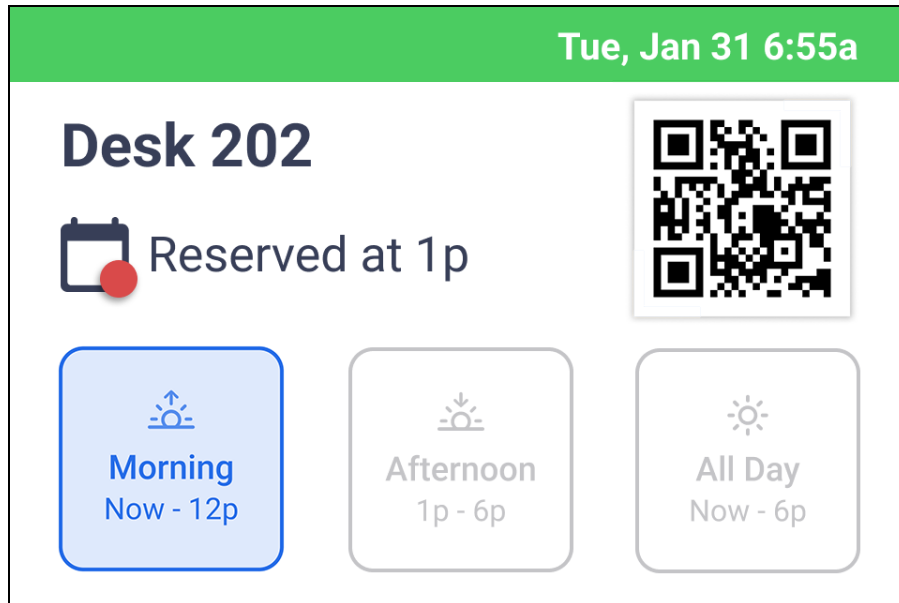 Tue, Jan 31 6:55a
Desk 202
Reserved at 1p
Morning
Now - 12p
Afternoon
1p - 6p
All Day
Now - 6p